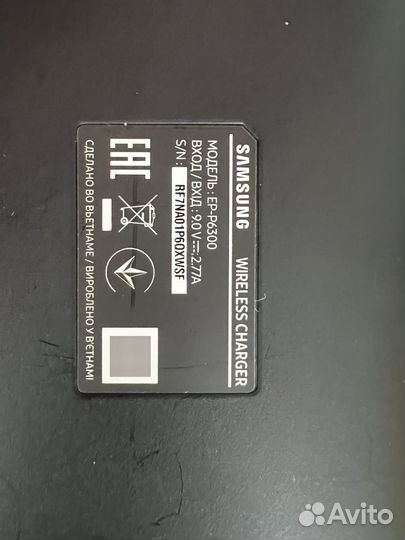 SAMSUNG WIRELESS CHARGER
МОДЕЛЬ : EP-P6300
ВХОД / ВХІД : 9.0 V⎓2.77A
S/N : RF7NA01P6DXWSF
EAC
СДЕЛАНО ВО ВЬЕТНАМЕ / ВИРОБЛЕНО У В'ЄТНАМІ
Avito